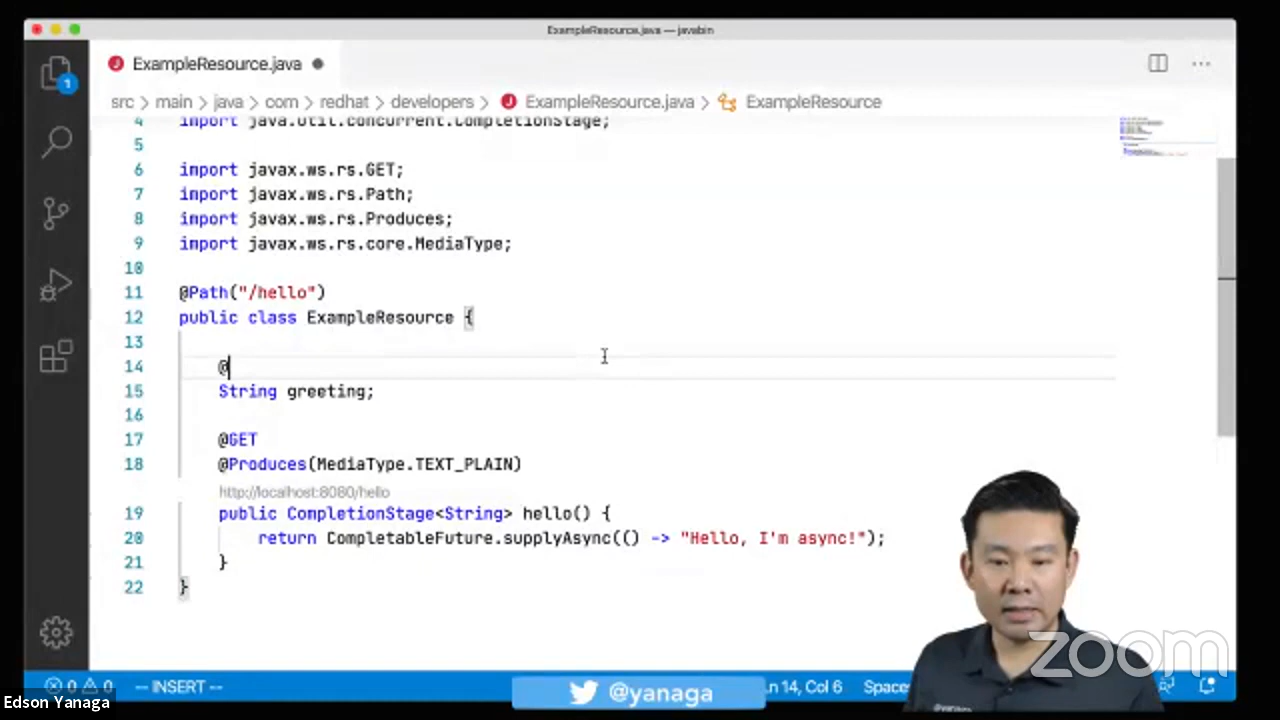 ExampleResource.java — javabin
ExampleResource.java
1
src > main > java > com > redhat > developers > ExampleResource.java > ExampleResource
4 import java.util.concurrent.CompletionStage;
5
6 import javax.ws.rs.GET;
7 import javax.ws.rs.Path;
8 import javax.ws.rs.Produces;
9 import javax.ws.rs.core.MediaType;
10
11 @Path("/hello")
12 public class ExampleResource {
13
14 @
15 String greeting;
16
17 @GET
18 @Produces(MediaType.TEXT_PLAIN)
http://localhost:8080/hello
19 public CompletionStage<String> hello() {
20 return CompletableFuture.supplyAsync(() -> "Hello, I'm async!");
21 }
22 }
zoom
0 0 -- INSERT -- @yanaga Ln 14, Col 6
Edson Yanaga